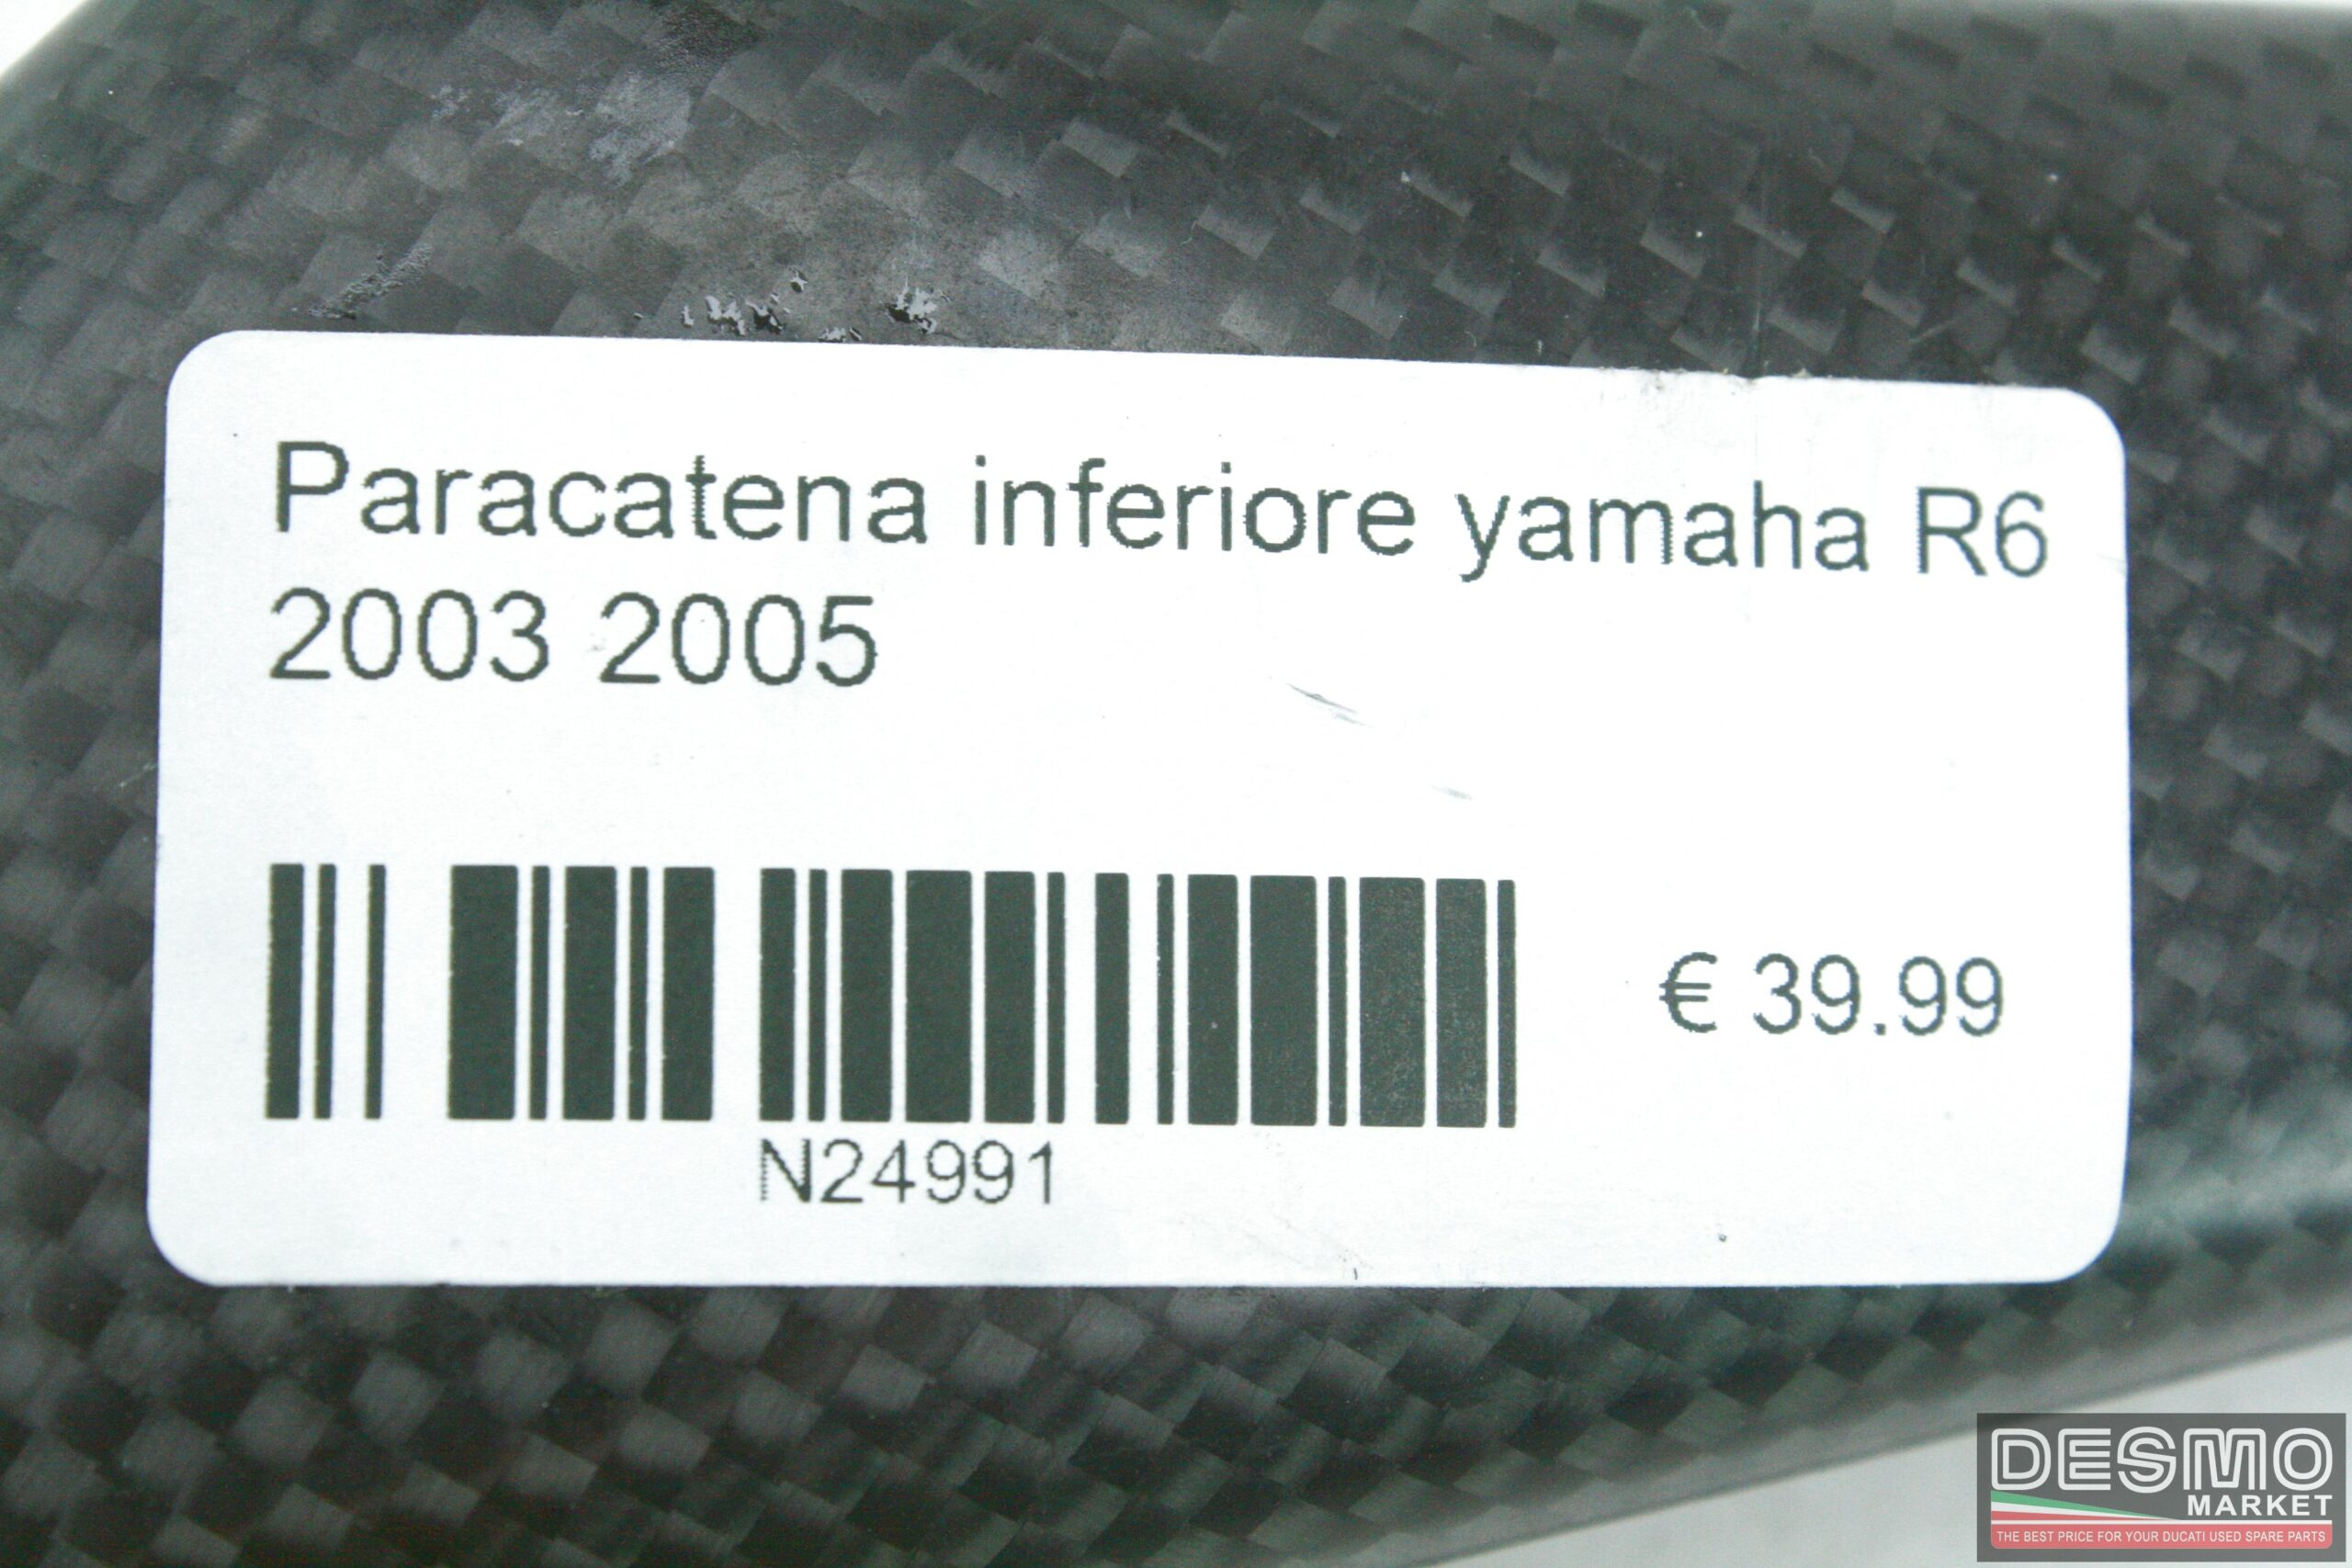 Paracatena inferiore yamaha R6
2003 2005
N24991
€ 39.99
DESMO
MARKET
THE BEST PRICE FOR YOUR DUCATI USED SPARE PARTS